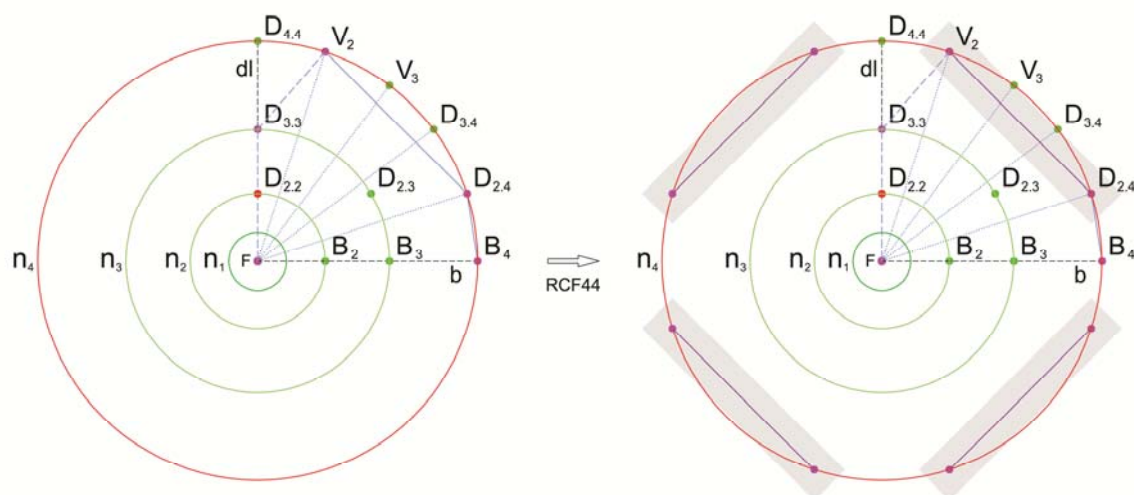 D4.4 V2
dl V3
D3.3 D3.4
D2.2 D2.3 D2.4
n4 n3 n2 n1 F B2 B3 B4
b
RCF44
D4.4 V2
dl V3
D3.3 D3.4
D2.2 D2.3 D2.4
n4 n3 n2 n1 F B2 B3 B4
b